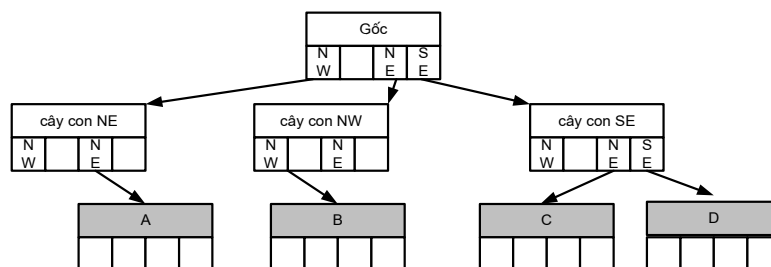 Gốc
N W
N E
S E
cây con NE
cây con NW
cây con SE
N W
N E
N W
N E
N W
N E
S E
A
B
C
D